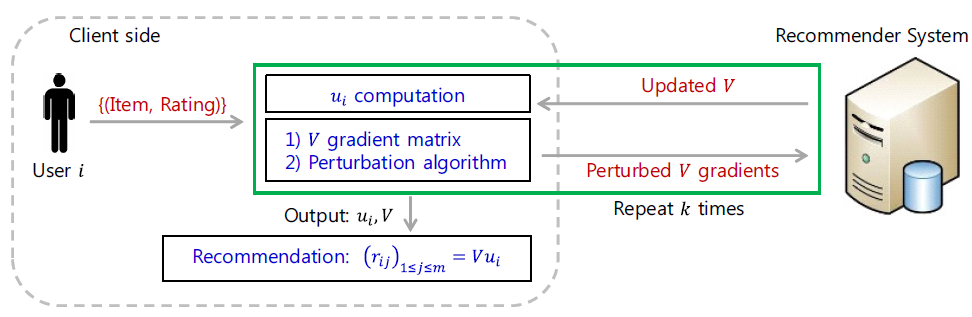 Client side
Recommender System
{(Item, Rating)}
User i
u_i computation
1) V gradient matrix
2) Perturbation algorithm
Updated V
Perturbed V gradients
Repeat k times
Output: u_i, V
Recommendation: (r_ij)_{1≤j≤m} = Vu_i